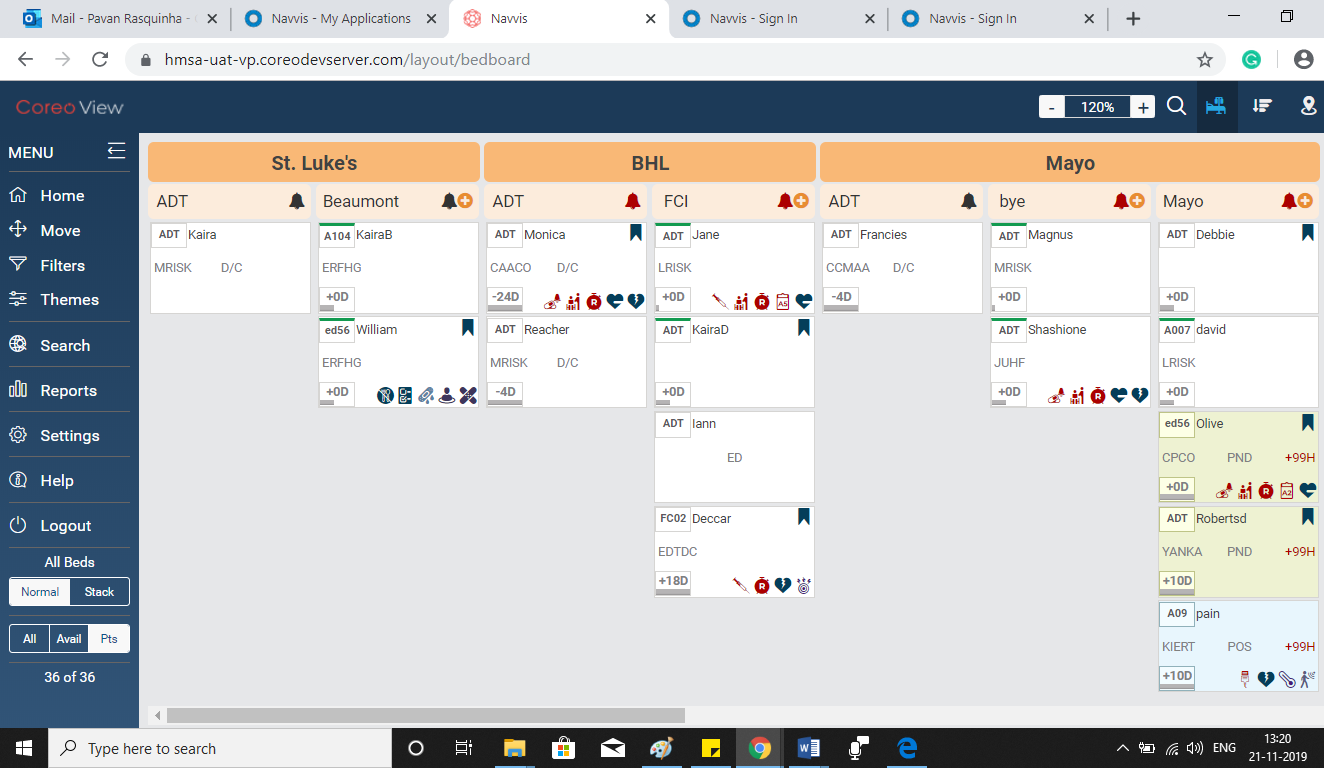 Mail - Pavan Rasquinha -
Navvis - My Applications
Navvis
Navvis - Sign In
Navvis - Sign In
hmsa-uat-vp.coreodevserver.com/layout/bedboard
Coreo View
- 120% +
MENU
Home
Move
Filters
Themes
Search
Reports
Settings
Help
Logout
All Beds
Normal Stack
All Avail Pts
36 of 36
St. Luke's
ADT
ADT Kaira
MRISK D/C
Beaumont
A104 KairaB
ERFHG
+0D
ed56 William
ERFHG
+0D
BHL
ADT
ADT Monica
CAACO D/C
-24D R
ADT Reacher
MRISK D/C
-4D
FCI
ADT Jane
LRISK
+0D R A5
ADT KairaD
+0D
ADT Iann
ED
FC02 Deccar
EDTDC
+18D R
Mayo
ADT
ADT Francies
CCMAA D/C
-4D
bye
ADT Magnus
MRISK
+0D
ADT Shashione
JUHF
+0D R
Mayo
ADT Debbie
+0D
A007 david
LRISK
+0D
ed56 Olive
CPCO PND +99H
+0D R A2
ADT Robertsd
YANKA PND +99H
+10D
A09 pain
KIERT POS +99H
+10D
Type here to search
ENG
13:20
21-11-2019